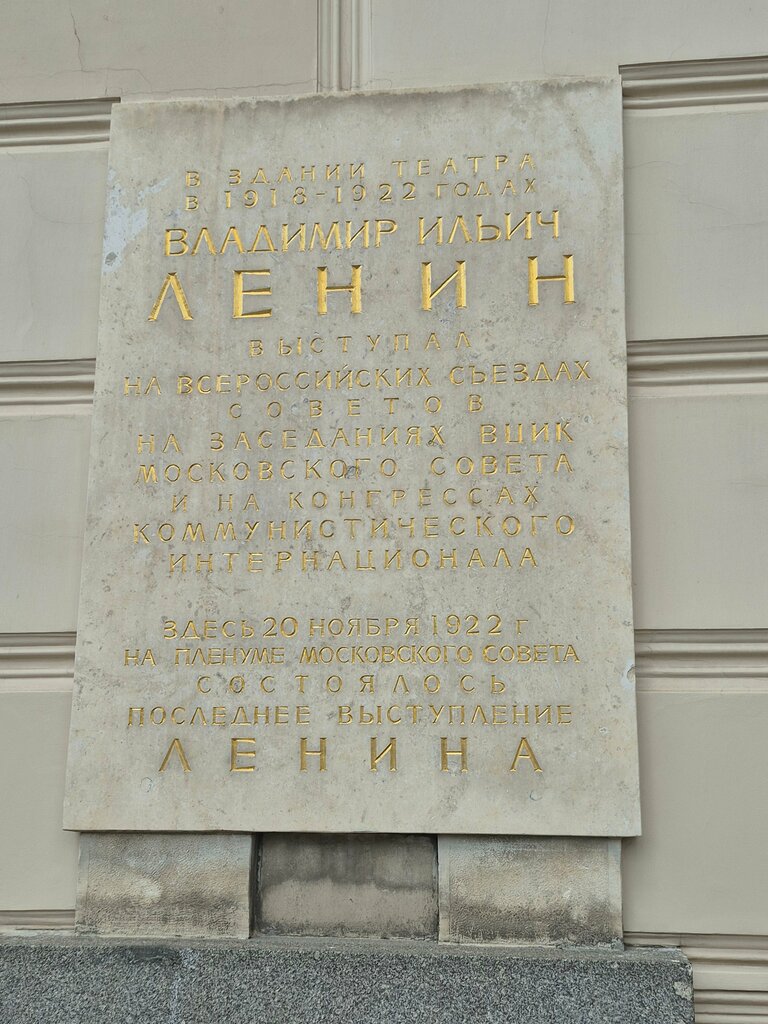 В ЗДАНИИ ТЕАТРА
В 1918-1922 ГОДАХ
ВЛАДИМИР ИЛЬИЧ
ЛЕНИН
ВЫСТУПАЛ
НА ВСЕРОССИЙСКИХ СЪЕЗДАХ
СОВЕТОВ
НА ЗАСЕДАНИЯХ ВЦИК
МОСКОВСКОГО СОВЕТА
И НА КОНГРЕССАХ
КОММУНИСТИЧЕСКОГО
ИНТЕРНАЦИОНАЛА
ЗДЕСЬ 20 НОЯБРЯ 1922 Г
НА ПЛЕНУМЕ МОСКОВСКОГО СОВЕТА
СОСТОЯЛОСЬ
ПОСЛЕДНЕЕ ВЫСТУПЛЕНИЕ
ЛЕНИНА